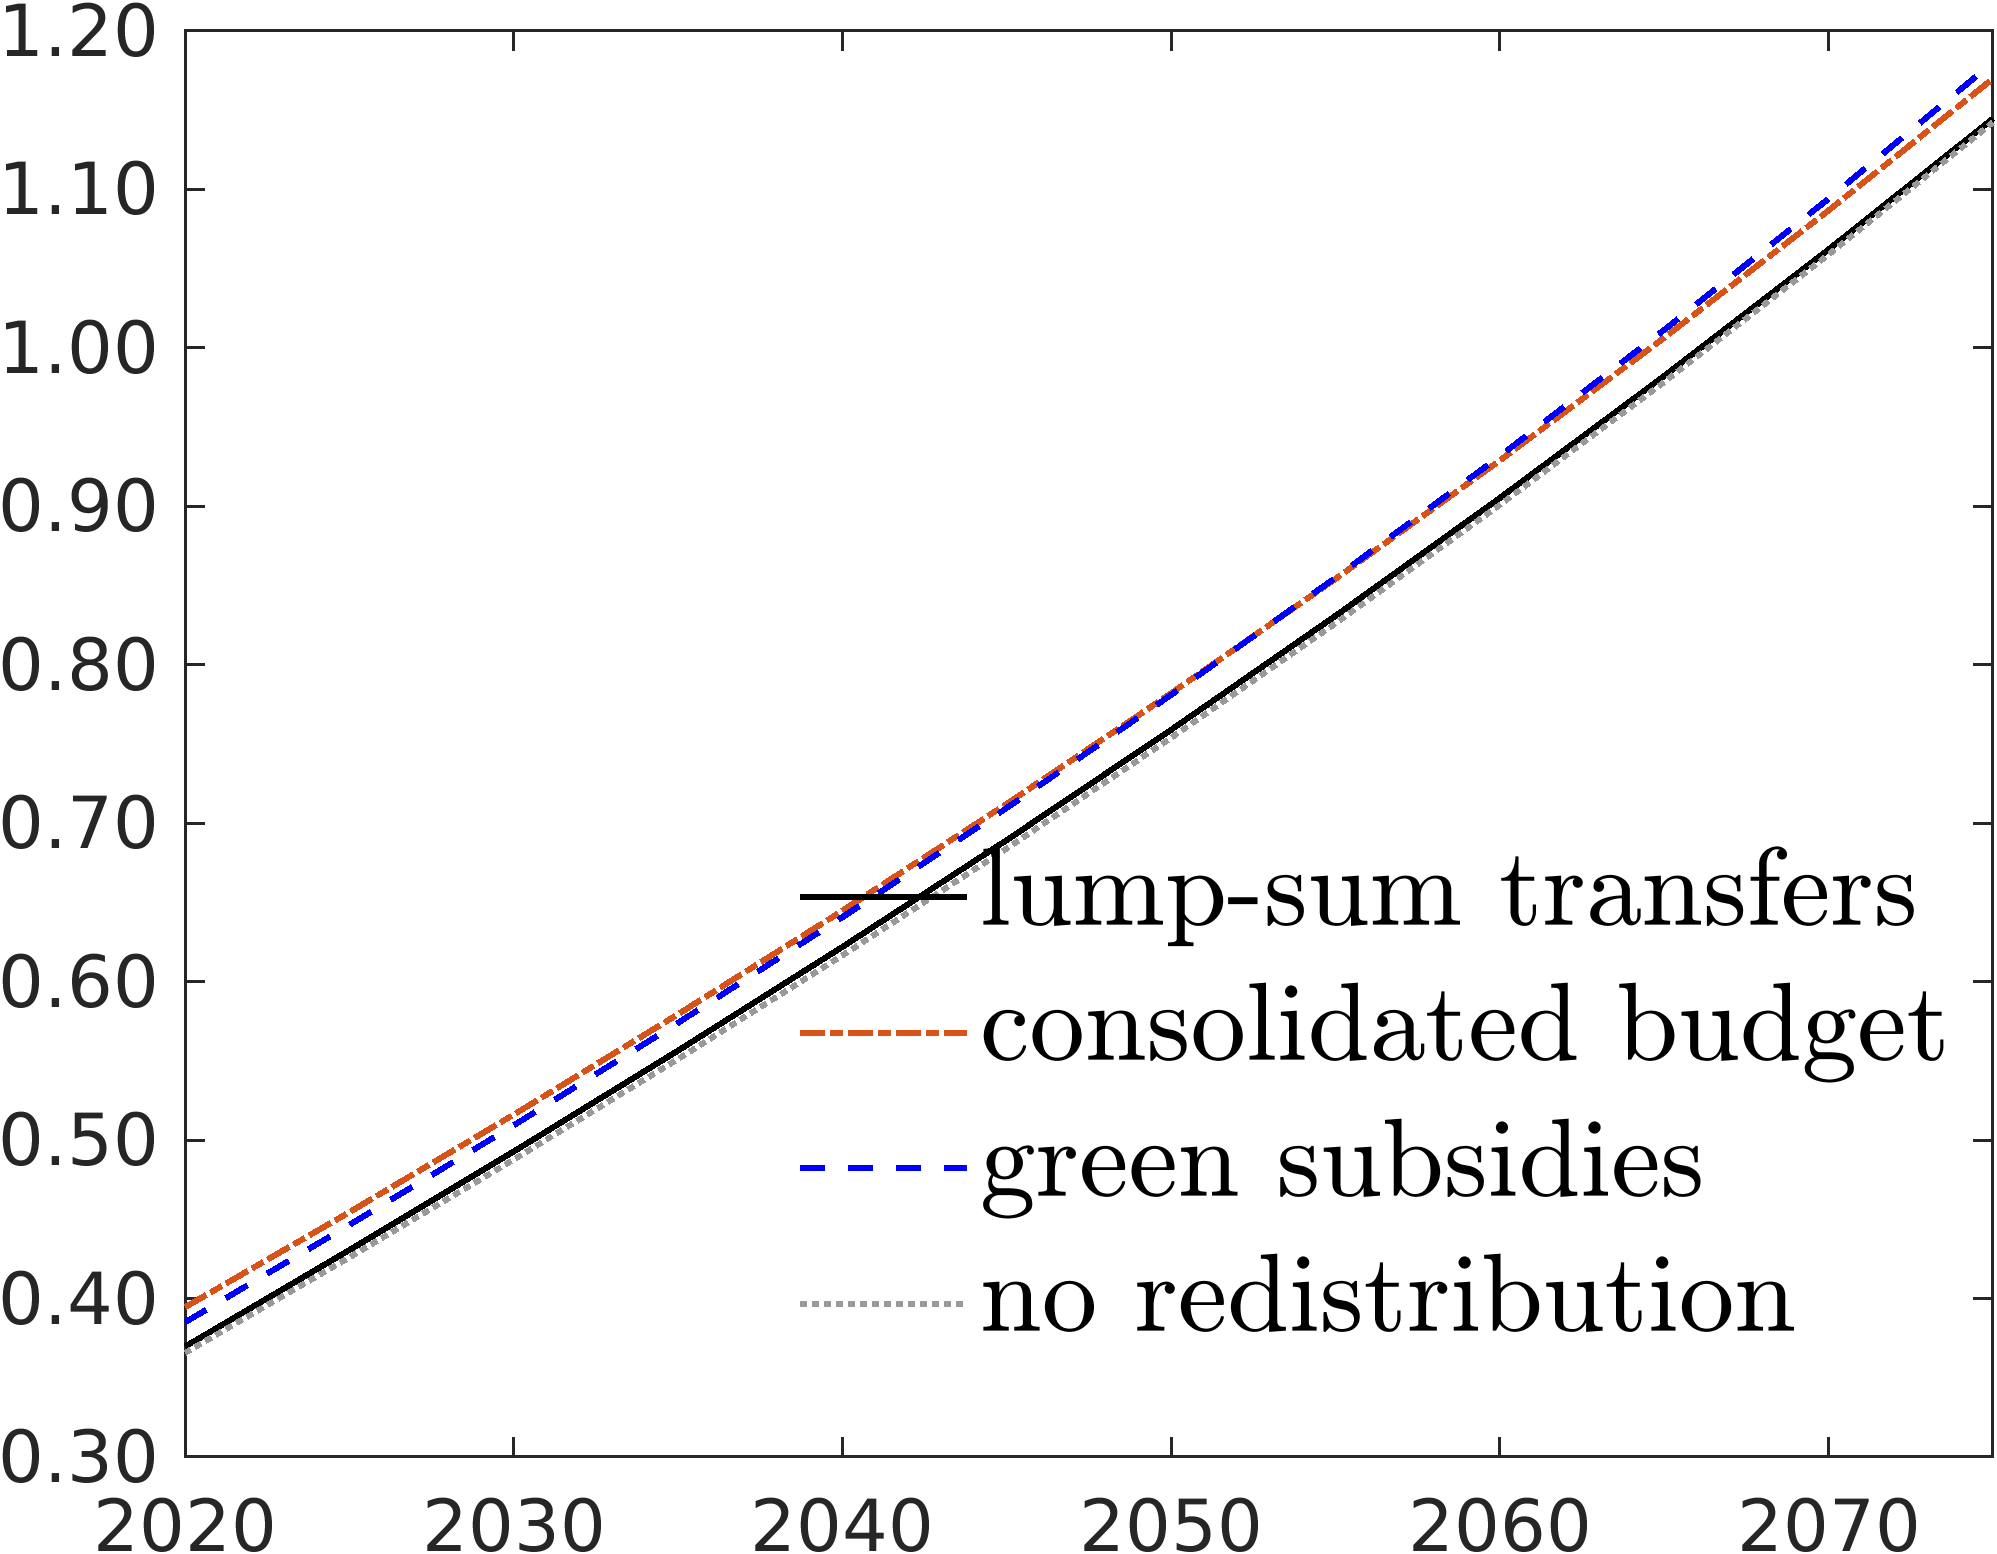 1.20
1.10
1.00
0.90
0.80
0.70
0.60
0.50
0.40
0.30
lump-sum transfers
consolidated budget
green subsidies
no redistribution
2020 2030 2040 2050 2060 2070